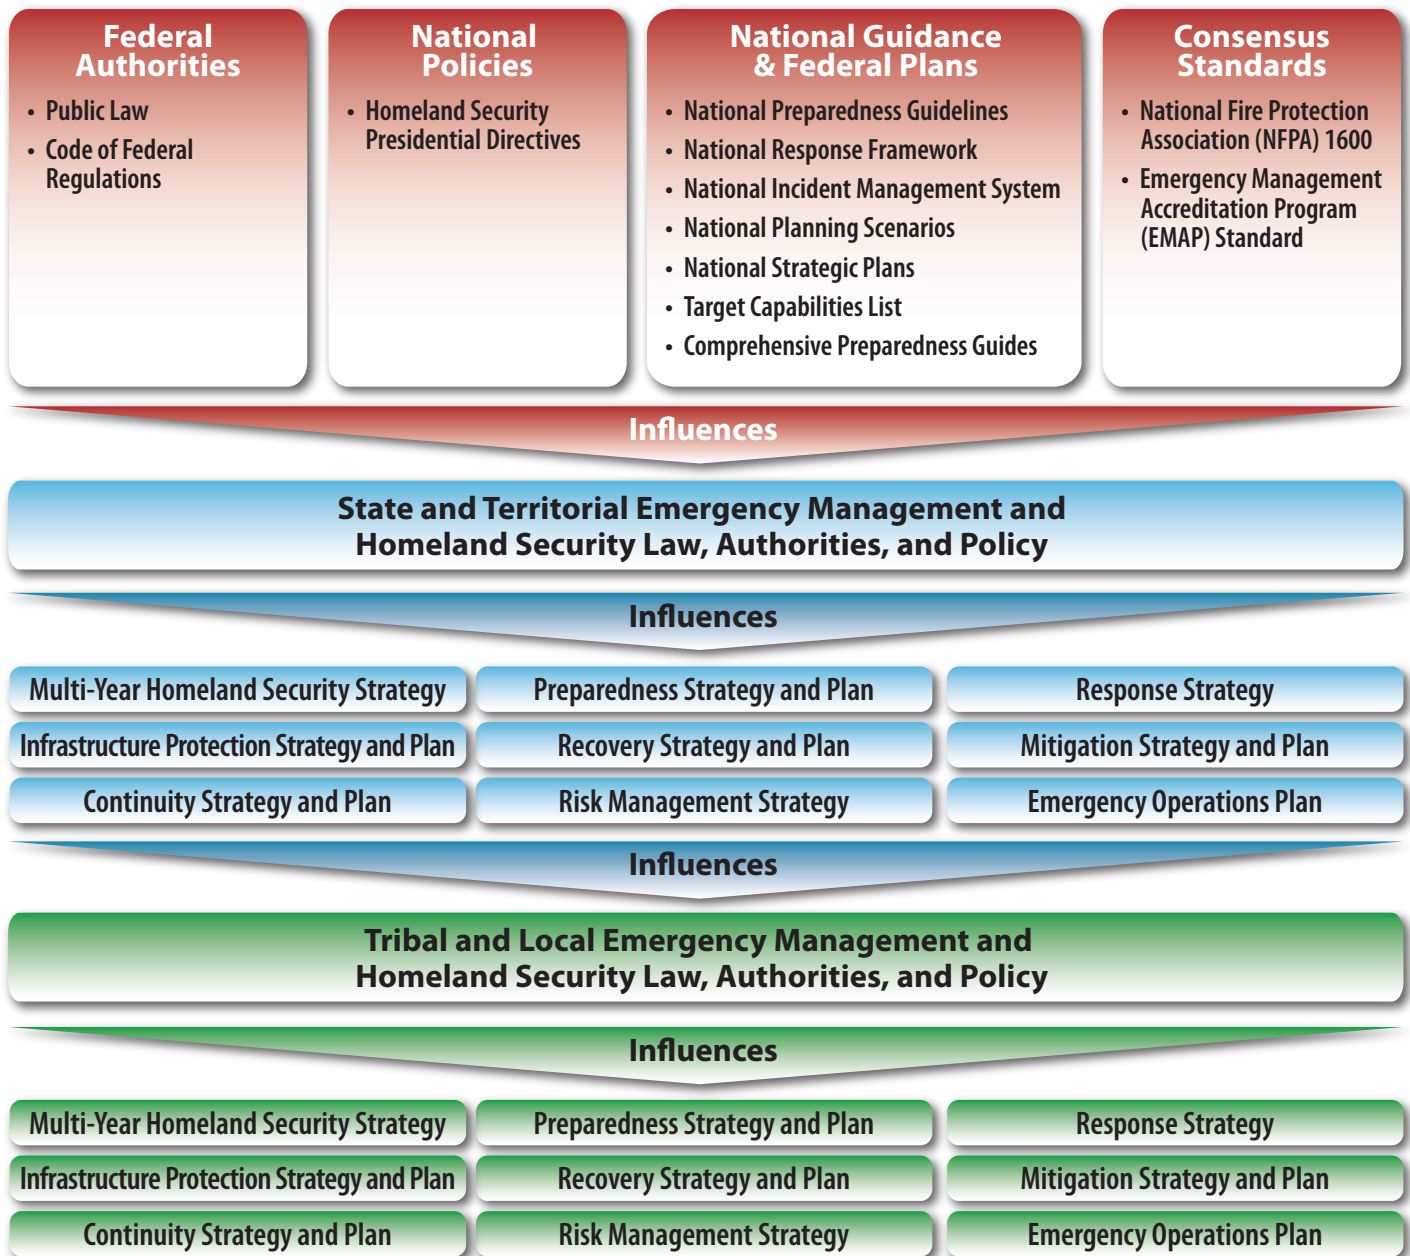 Federal
Authorities
• Public Law
• Code of Federal
Regulations
National
Policies
• Homeland Security
Presidential Directives
National Guidance
& Federal Plans
• National Preparedness Guidelines
• National Response Framework
• National Incident Management System
• National Planning Scenarios
• National Strategic Plans
• Target Capabilities List
• Comprehensive Preparedness Guides
Consensus
Standards
• National Fire Protection
Association (NFPA) 1600
• Emergency Management
Accreditation Program
(EMAP) Standard
Influences
State and Territorial Emergency Management and
Homeland Security Law, Authorities, and Policy
Influences
Multi-Year Homeland Security Strategy
Preparedness Strategy and Plan
Response Strategy
Infrastructure Protection Strategy and Plan
Recovery Strategy and Plan
Mitigation Strategy and Plan
Continuity Strategy and Plan
Risk Management Strategy
Emergency Operations Plan
Influences
Tribal and Local Emergency Management and
Homeland Security Law, Authorities, and Policy
Influences
Multi-Year Homeland Security Strategy
Preparedness Strategy and Plan
Response Strategy
Infrastructure Protection Strategy and Plan
Recovery Strategy and Plan
Mitigation Strategy and Plan
Continuity Strategy and Plan
Risk Management Strategy
Emergency Operations Plan